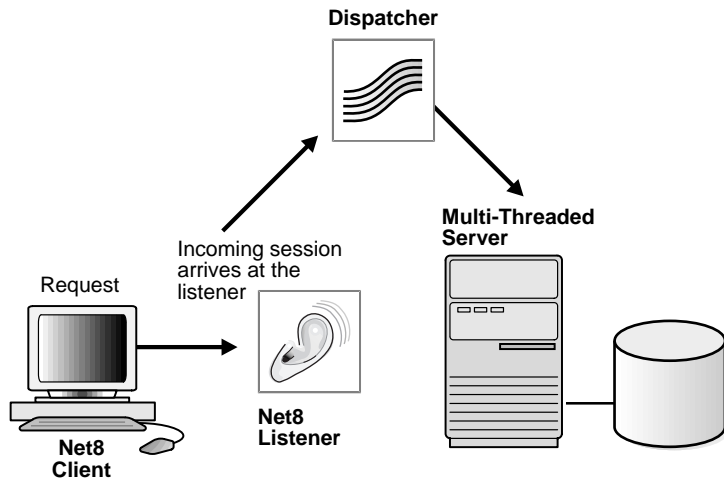 Dispatcher
Multi-Threaded
Server
Incoming session
arrives at the
listener
Request
Net8
Listener
Net8
Client